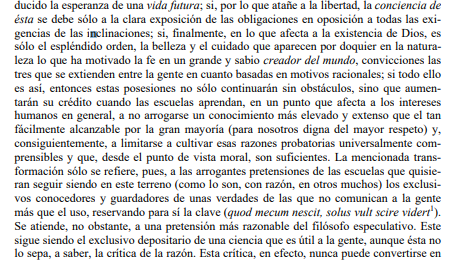 ducido la esperanza de una vida futura; si, por lo que atañe a la libertad, la conciencia de
ésta se debe sólo a la clara exposición de las obligaciones en oposición a todas las exi-
gencias de las inclinaciones; si, finalmente, en lo que afecta a la existencia de Dios, es
sólo el espléndido orden, la belleza y el cuidado que aparecen por doquier en la natura-
leza lo que ha motivado la fe en un grande y sabio creador del mundo, convicciones las
tres que se extienden entre la gente en cuanto basadas en motivos racionales; si todo ello
es así, entonces estas posesiones no sólo continuarán sin obstáculos, sino que aumen-
tarán su crédito cuando las escuelas aprendan, en un punto que afecta a los intereses
humanos en general, a no arrogarse un conocimiento más elevado y extenso que el tan
fácilmente alcanzable por la gran mayoría (para nosotros digna del mayor respeto) y,
consiguientemente, a limitarse a cultivar esas razones probatorias universalmente com-
prensibles y que, desde el punto de vista moral, son suficientes. La mencionada trans-
formación sólo se refiere, pues, a las arrogantes pretensiones de las escuelas que quisie-
ran seguir siendo en este terreno (como lo son, con razón, en otros muchos) los exclusi-
vos conocedores y guardadores de unas verdades de las que no comunican a la gente
más que el uso, reservando para sí la clave (quod mecum nescit, solus vult scire videri¹).
Se atiende, no obstante, a una pretensión más razonable del filósofo especulativo. Este
sigue siendo el exclusivo depositario de una ciencia que es útil a la gente, aunque ésta no
lo sepa, a saber, la crítica de la razón. Esta crítica, en efecto, nunca puede convertirse en